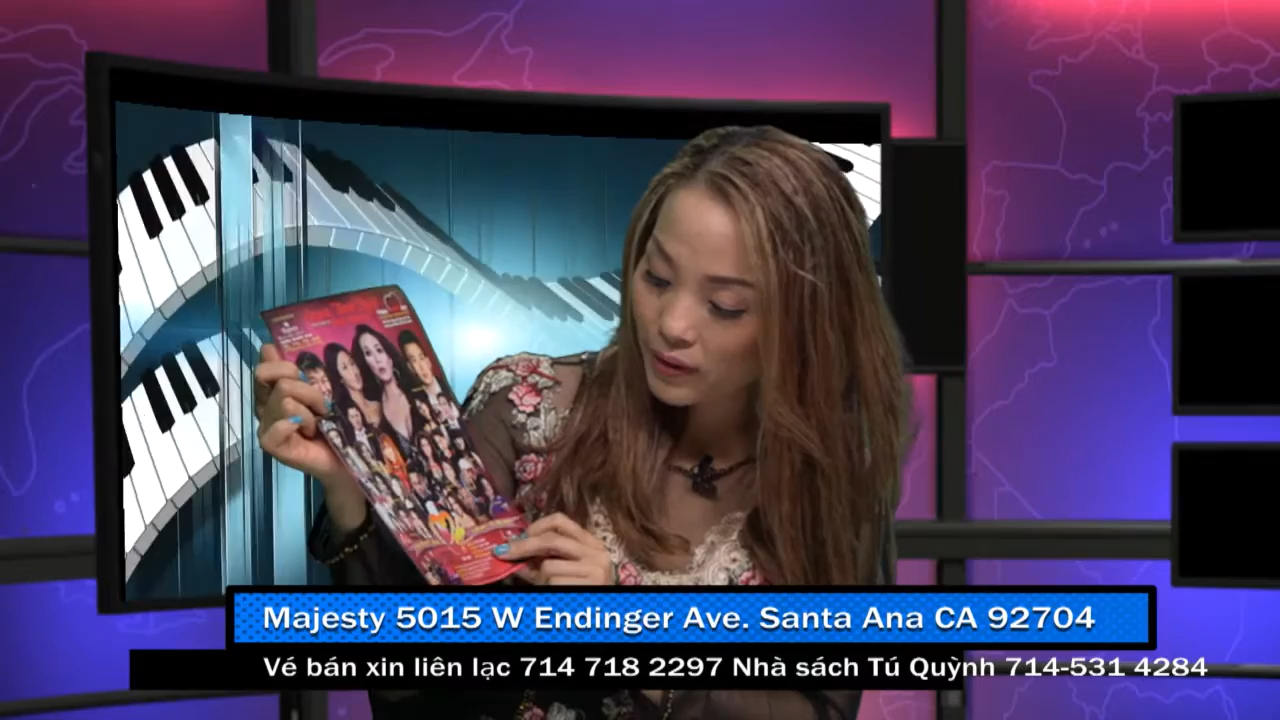 Majesty 5015 W Endinger Ave. Santa Ana CA 92704
Vé bán xin liên lạc 714 718 2297 Nhà sách Tú Quỳnh 714-531 4284